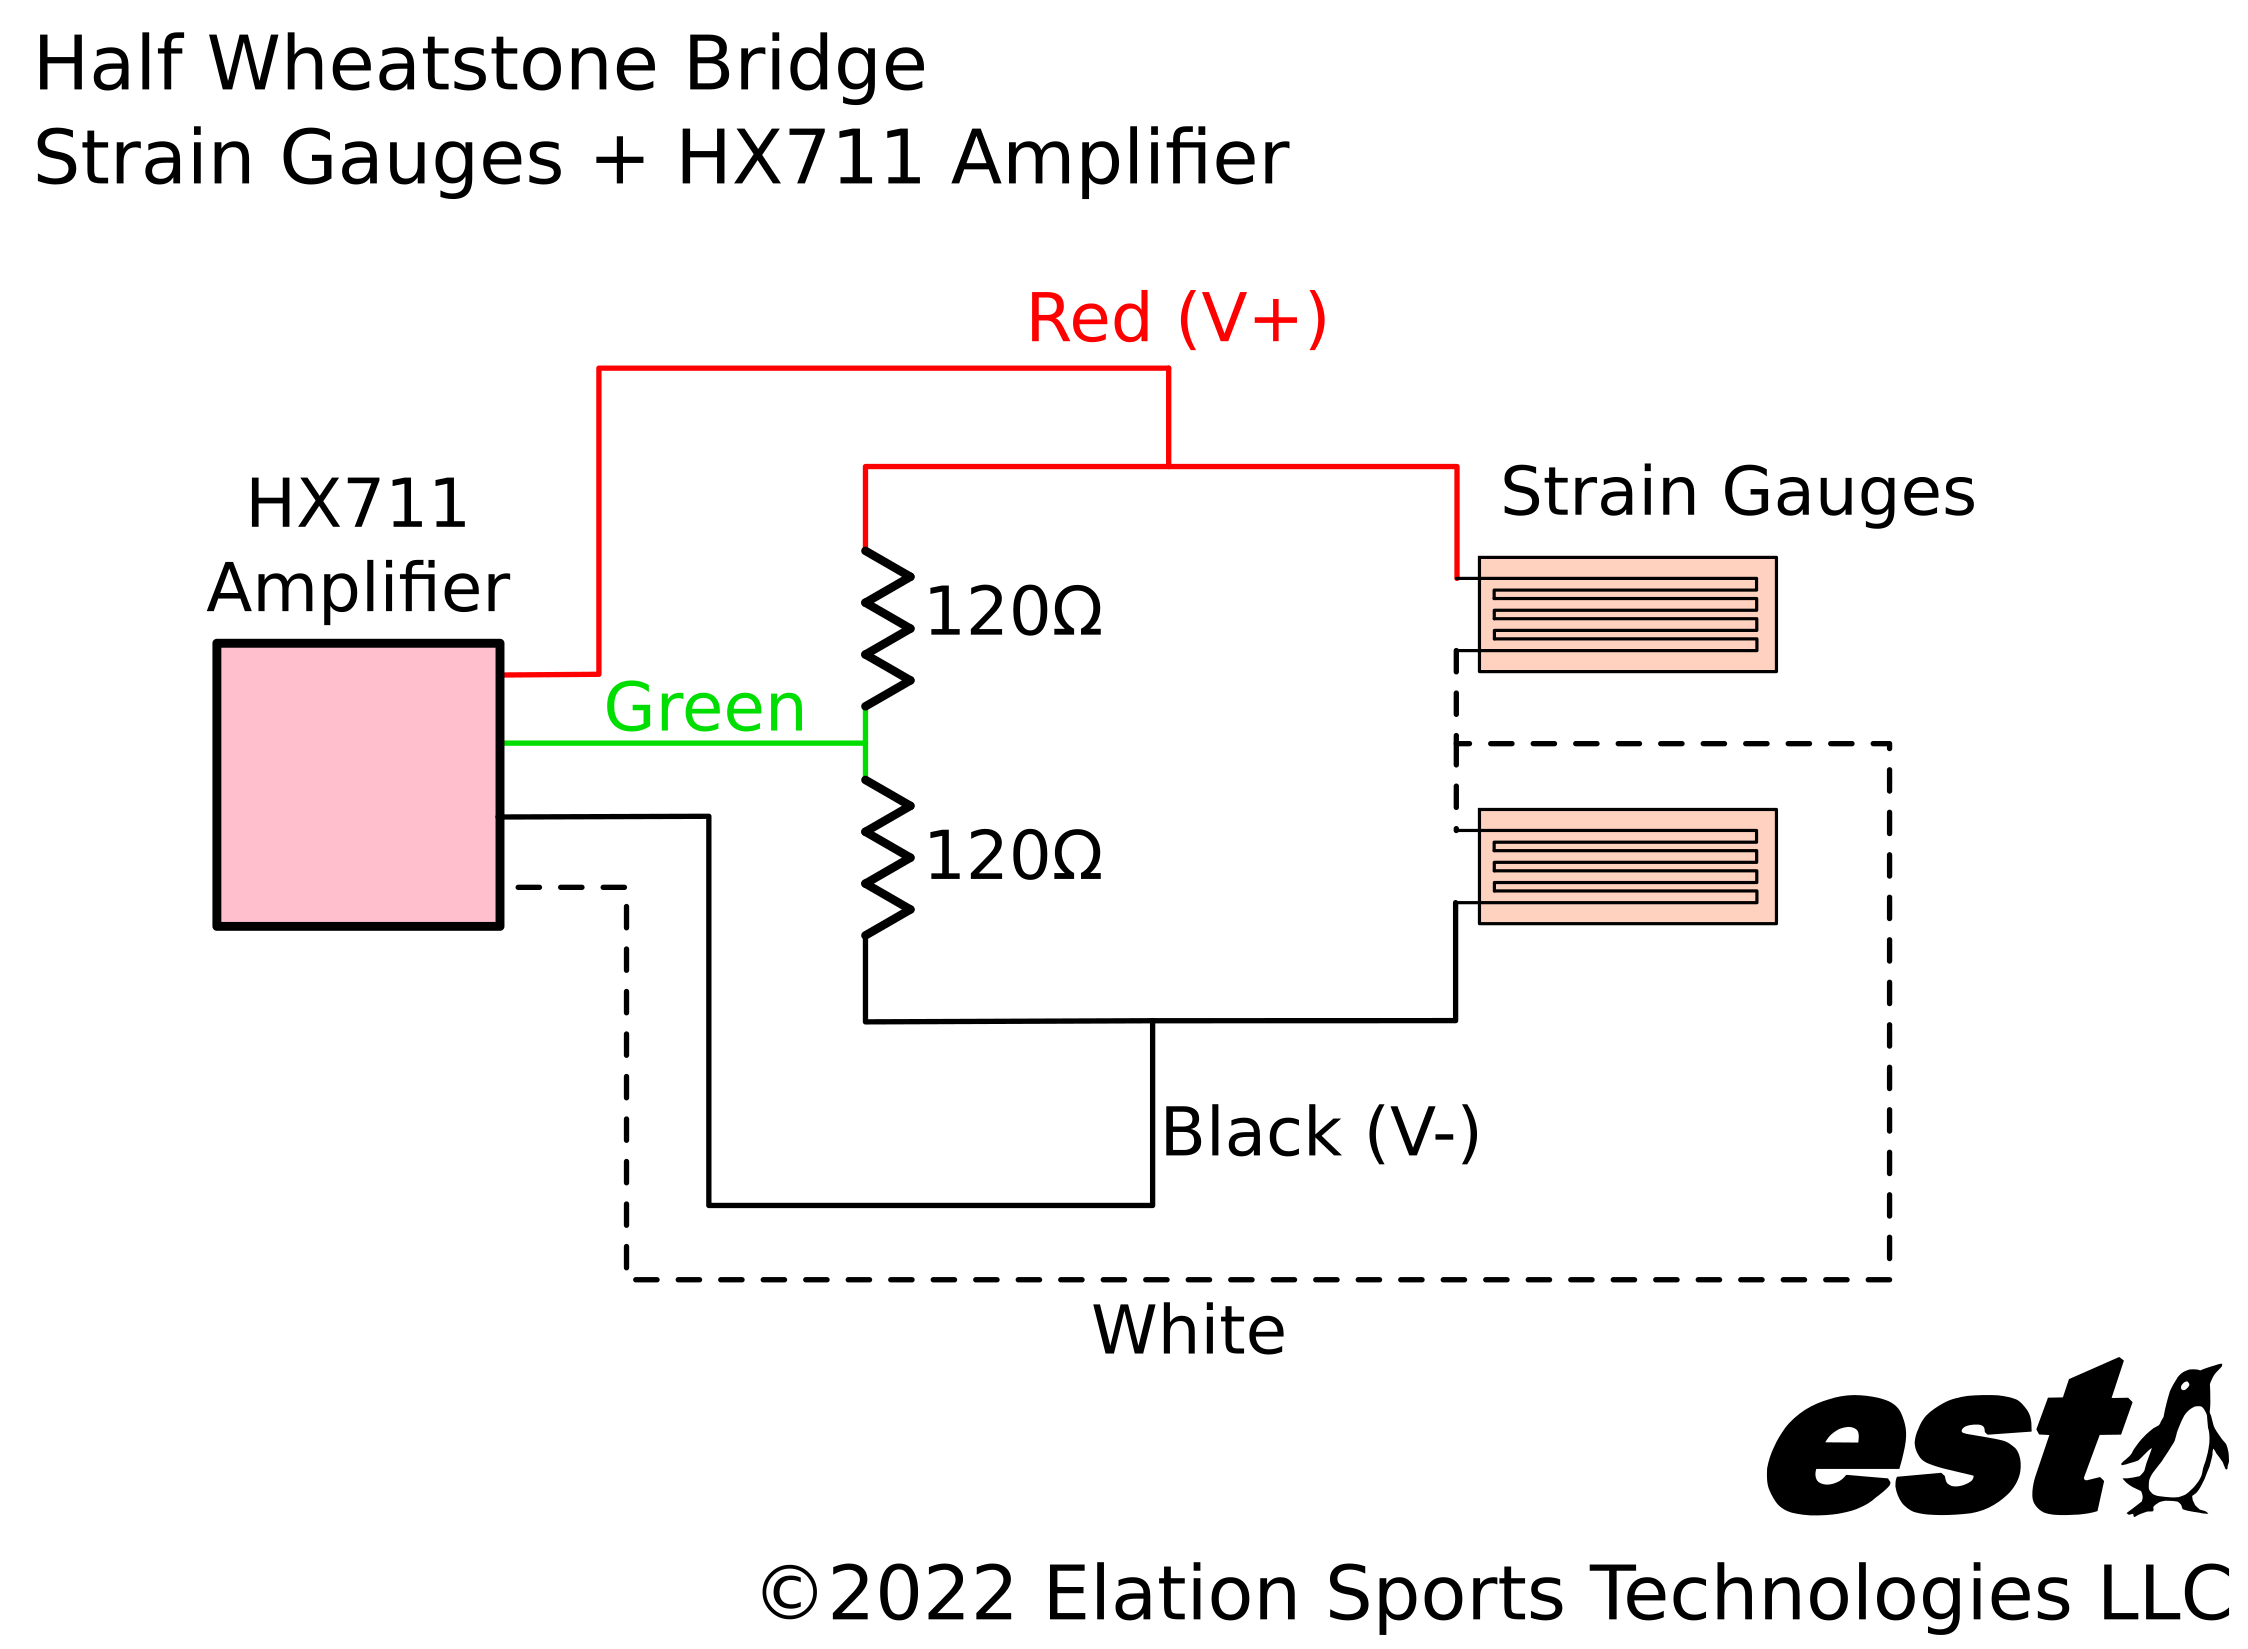 Half Wheatstone Bridge
Strain Gauges + HX711 Amplifier
Red (V+)
HX711
Amplifier
Strain Gauges
120Ω
Green
120Ω
Black (V-)
White
est
©2022 Elation Sports Technologies LLC